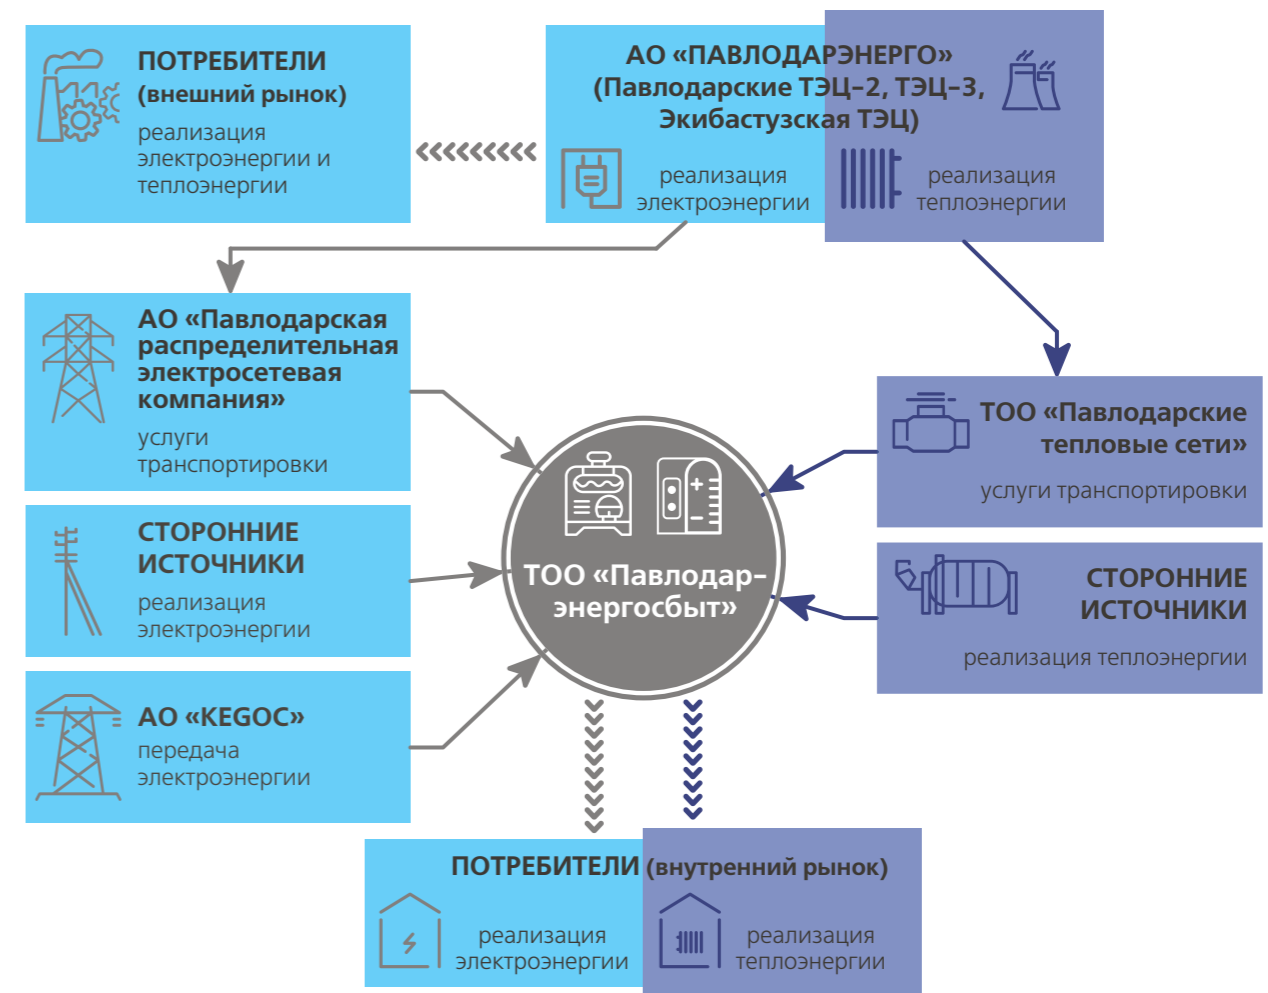 ПОТРЕБИТЕЛИ
(внешний рынок)
реализация
электроэнергии и
теплоэнергии
АО «ПАВЛОДАРЭНЕРГО»
(Павлодарские ТЭЦ-2, ТЭЦ-3,
Экибастузская ТЭЦ)
реализация
электроэнергии
реализация
теплоэнергии
АО «Павлодарская
распределительная
электросетевая
компания»
услуги
транспортировки
ТОО «Павлодарские
тепловые сети»
услуги транспортировки
СТОРОННИЕ
ИСТОЧНИКИ
реализация
электроэнергии
ТОО «Павлодар-
энергосбыт»
СТОРОННИЕ
ИСТОЧНИКИ
реализация теплоэнергии
АО «KEGOC»
передача
электроэнергии
ПОТРЕБИТЕЛИ (внутренний рынок)
реализация
электроэнергии
реализация
теплоэнергии